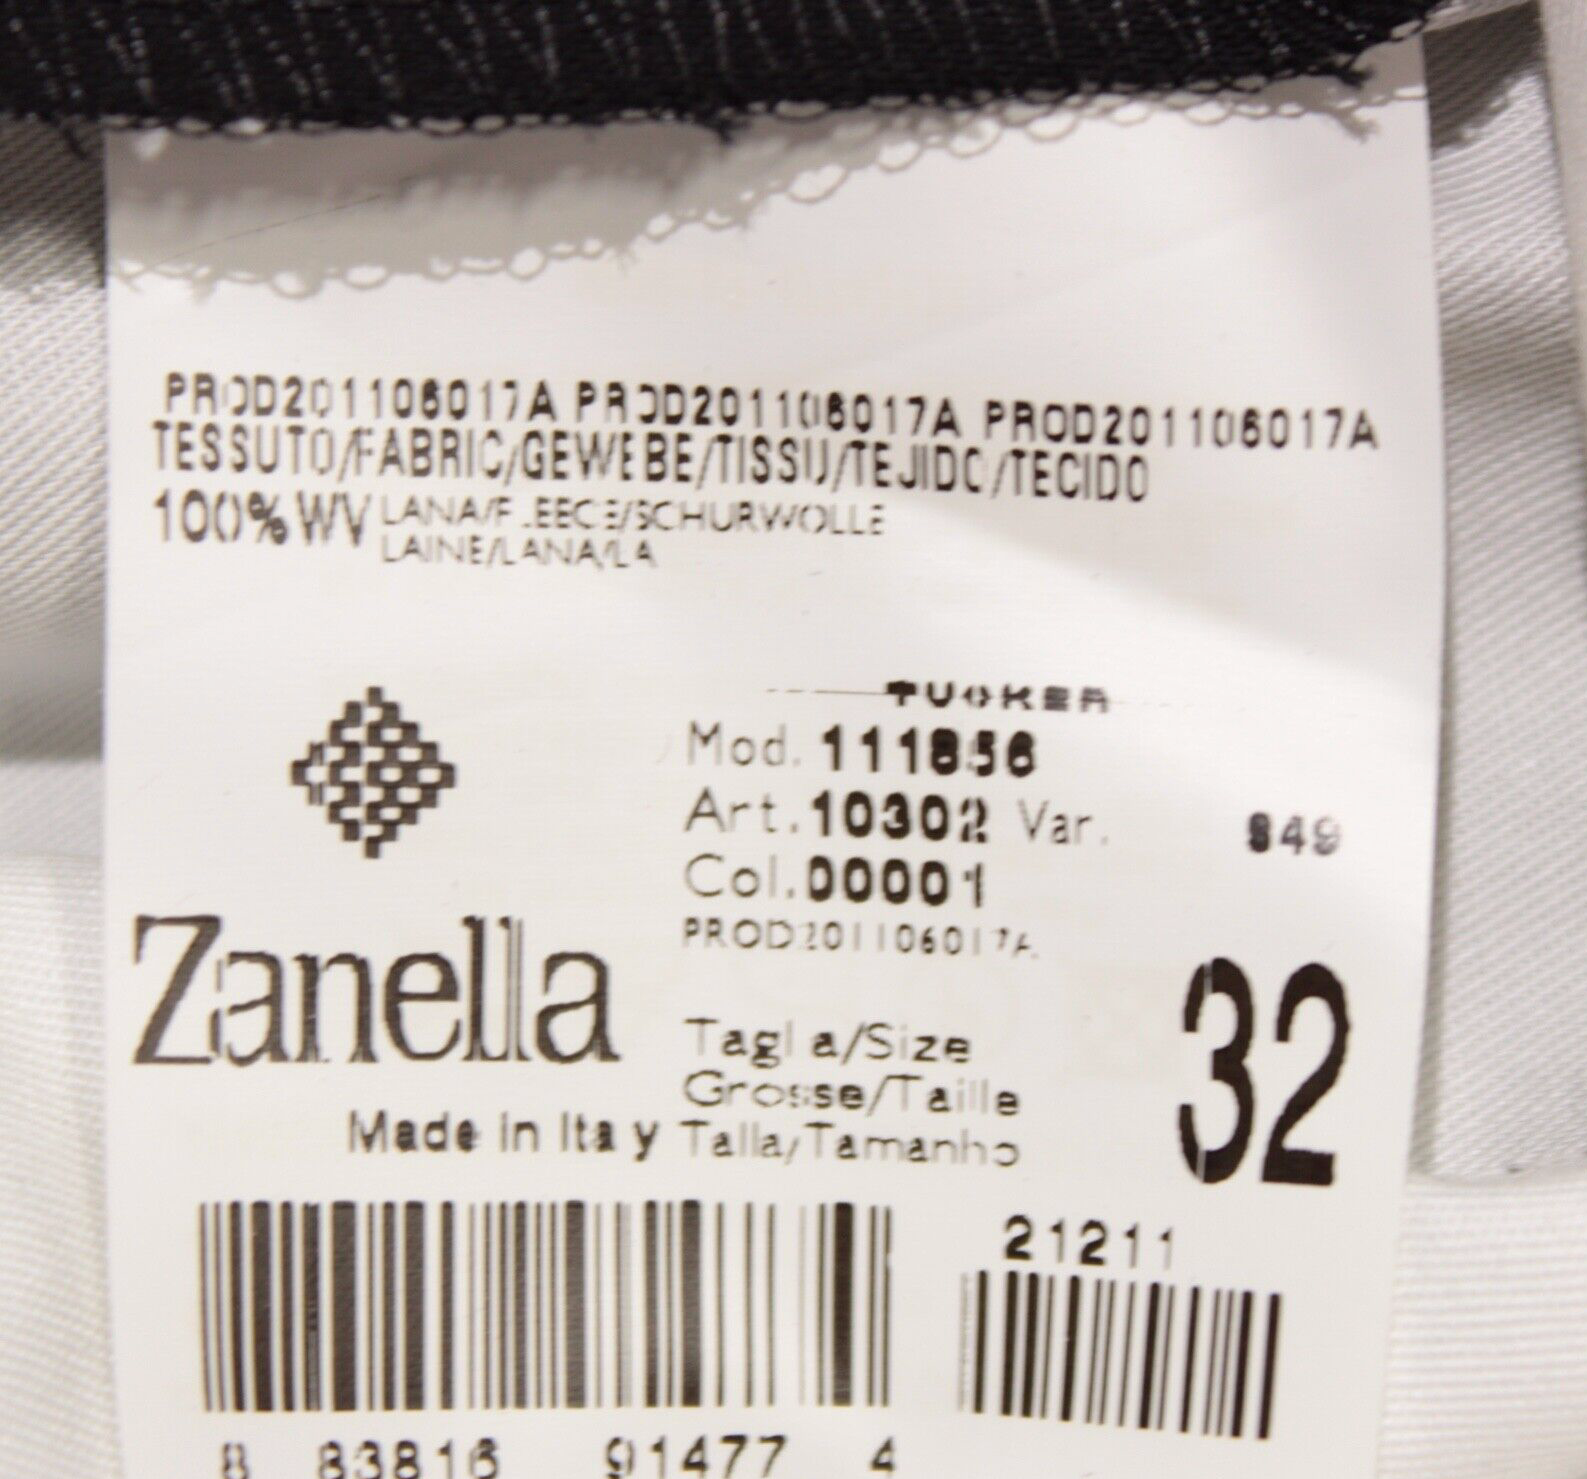 PROD201106017A PROD201106017A PROD201106017A
TESSUTO/FABRIC/GEWEBE/TISSU/TEJIDO/TECIDO
100% WV LANA/FLEECE/SCHURWOLLE
LAINE/LANA/LA
TUCKER
Mod. 111856
Art. 10302 Var. 849
Col. 00001
PROD201106017A
Zanella
Made in Italy
Taglia/Size
Grosse/Taille
Talla/Tamanho
32
21211
8 83816 91477 4